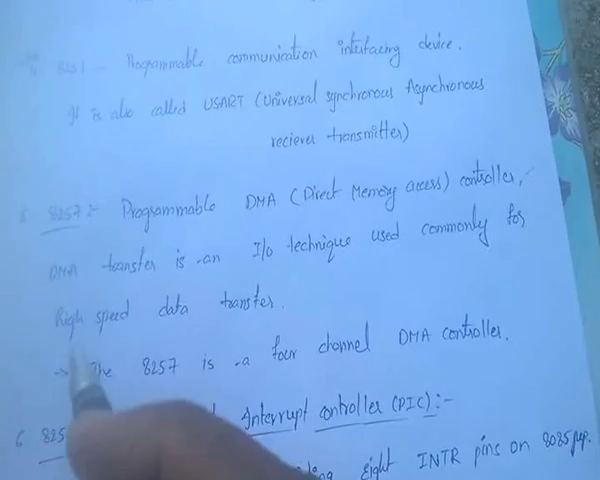 8251 - Programmable communication interfacing device.
It is also called USART (Universal synchronous Asynchronous
reciever transmitter)
8257 :- Programmable DMA (Direct Memory access) controller,
DMA transfer is an I/o technique used commonly for
high speed data transfer.
→ The 8257 is a four channel DMA controller.
6 825 Interrupt controller (PIC) :-
eight INTR pins on 8085 μp.